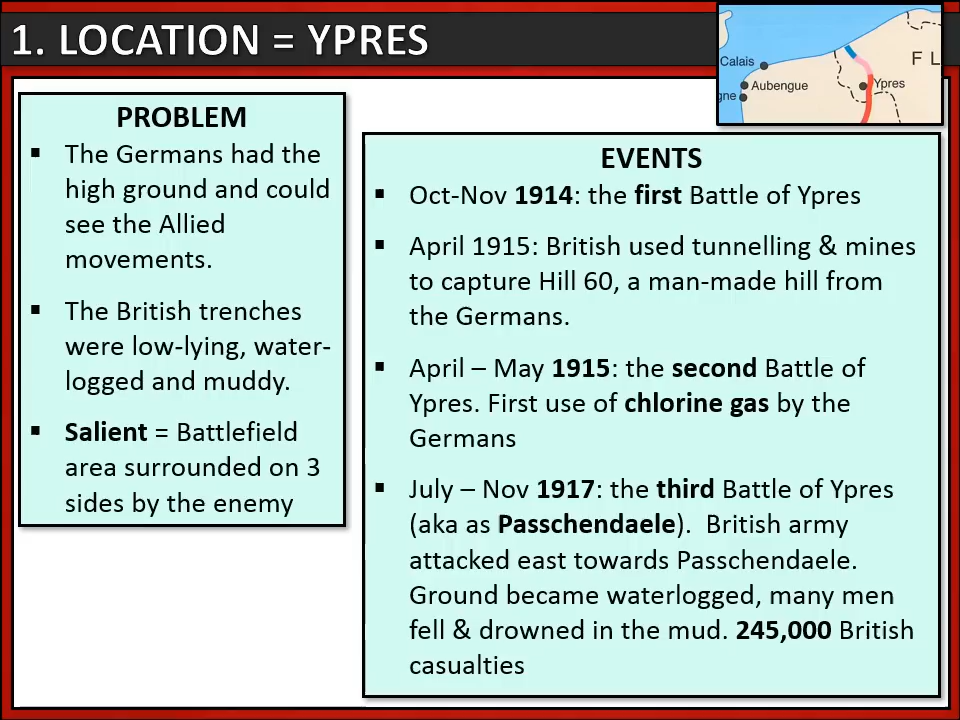 1. LOCATION = YPRES
Calais
Aubengue
gne
Ypres
F L
PROBLEM
▪ The Germans had the
high ground and could
see the Allied
movements.
▪ The British trenches
were low-lying, water-
logged and muddy.
▪ Salient = Battlefield
area surrounded on 3
sides by the enemy
EVENTS
▪ Oct-Nov 1914: the first Battle of Ypres
▪ April 1915: British used tunnelling & mines
to capture Hill 60, a man-made hill from
the Germans.
▪ April – May 1915: the second Battle of
Ypres. First use of chlorine gas by the
Germans
▪ July – Nov 1917: the third Battle of Ypres
(aka as Passchendaele).  British army
attacked east towards Passchendaele.
Ground became waterlogged, many men
fell & drowned in the mud. 245,000 British
casualties